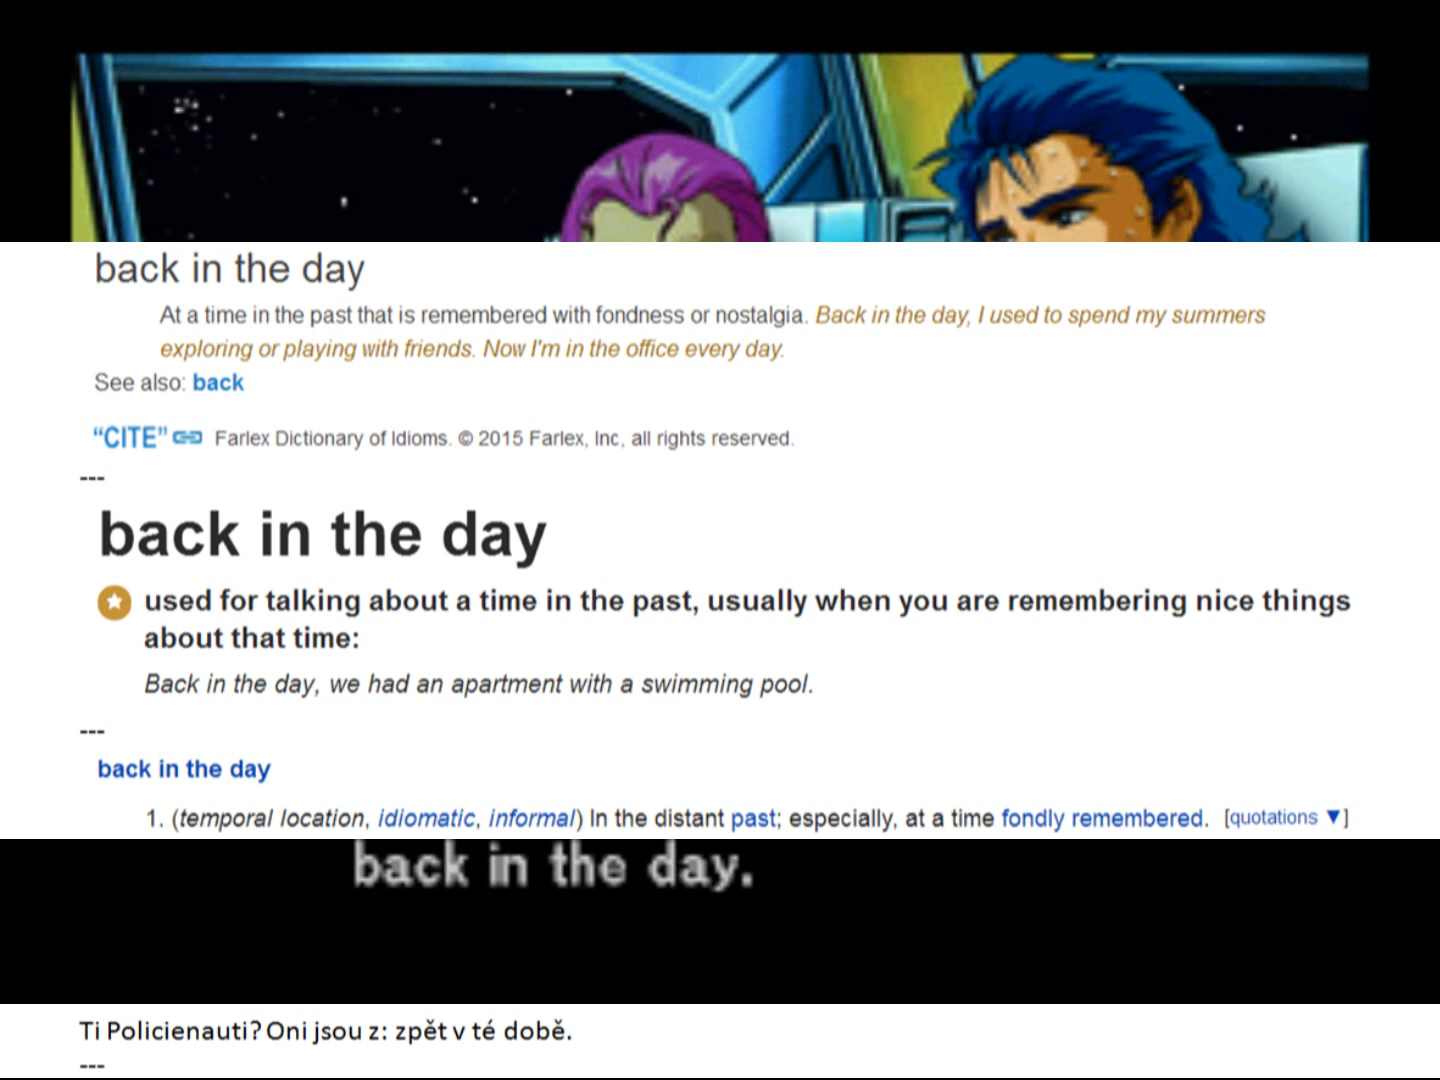 back in the day
At a time in the past that is remembered with fondness or nostalgia. Back in the day, I used to spend my summers
exploring or playing with friends. Now I'm in the office every day.
See also: back
“CITE” Farlex Dictionary of Idioms. © 2015 Farlex, Inc, all rights reserved.
---
back in the day
used for talking about a time in the past, usually when you are remembering nice things
about that time:
Back in the day, we had an apartment with a swimming pool.
---
back in the day
1. (temporal location, idiomatic, informal) In the distant past; especially, at a time fondly remembered. [quotations ▼]
back in the day.
Ti Policienauti? Oni jsou z: zpět v té době.
---